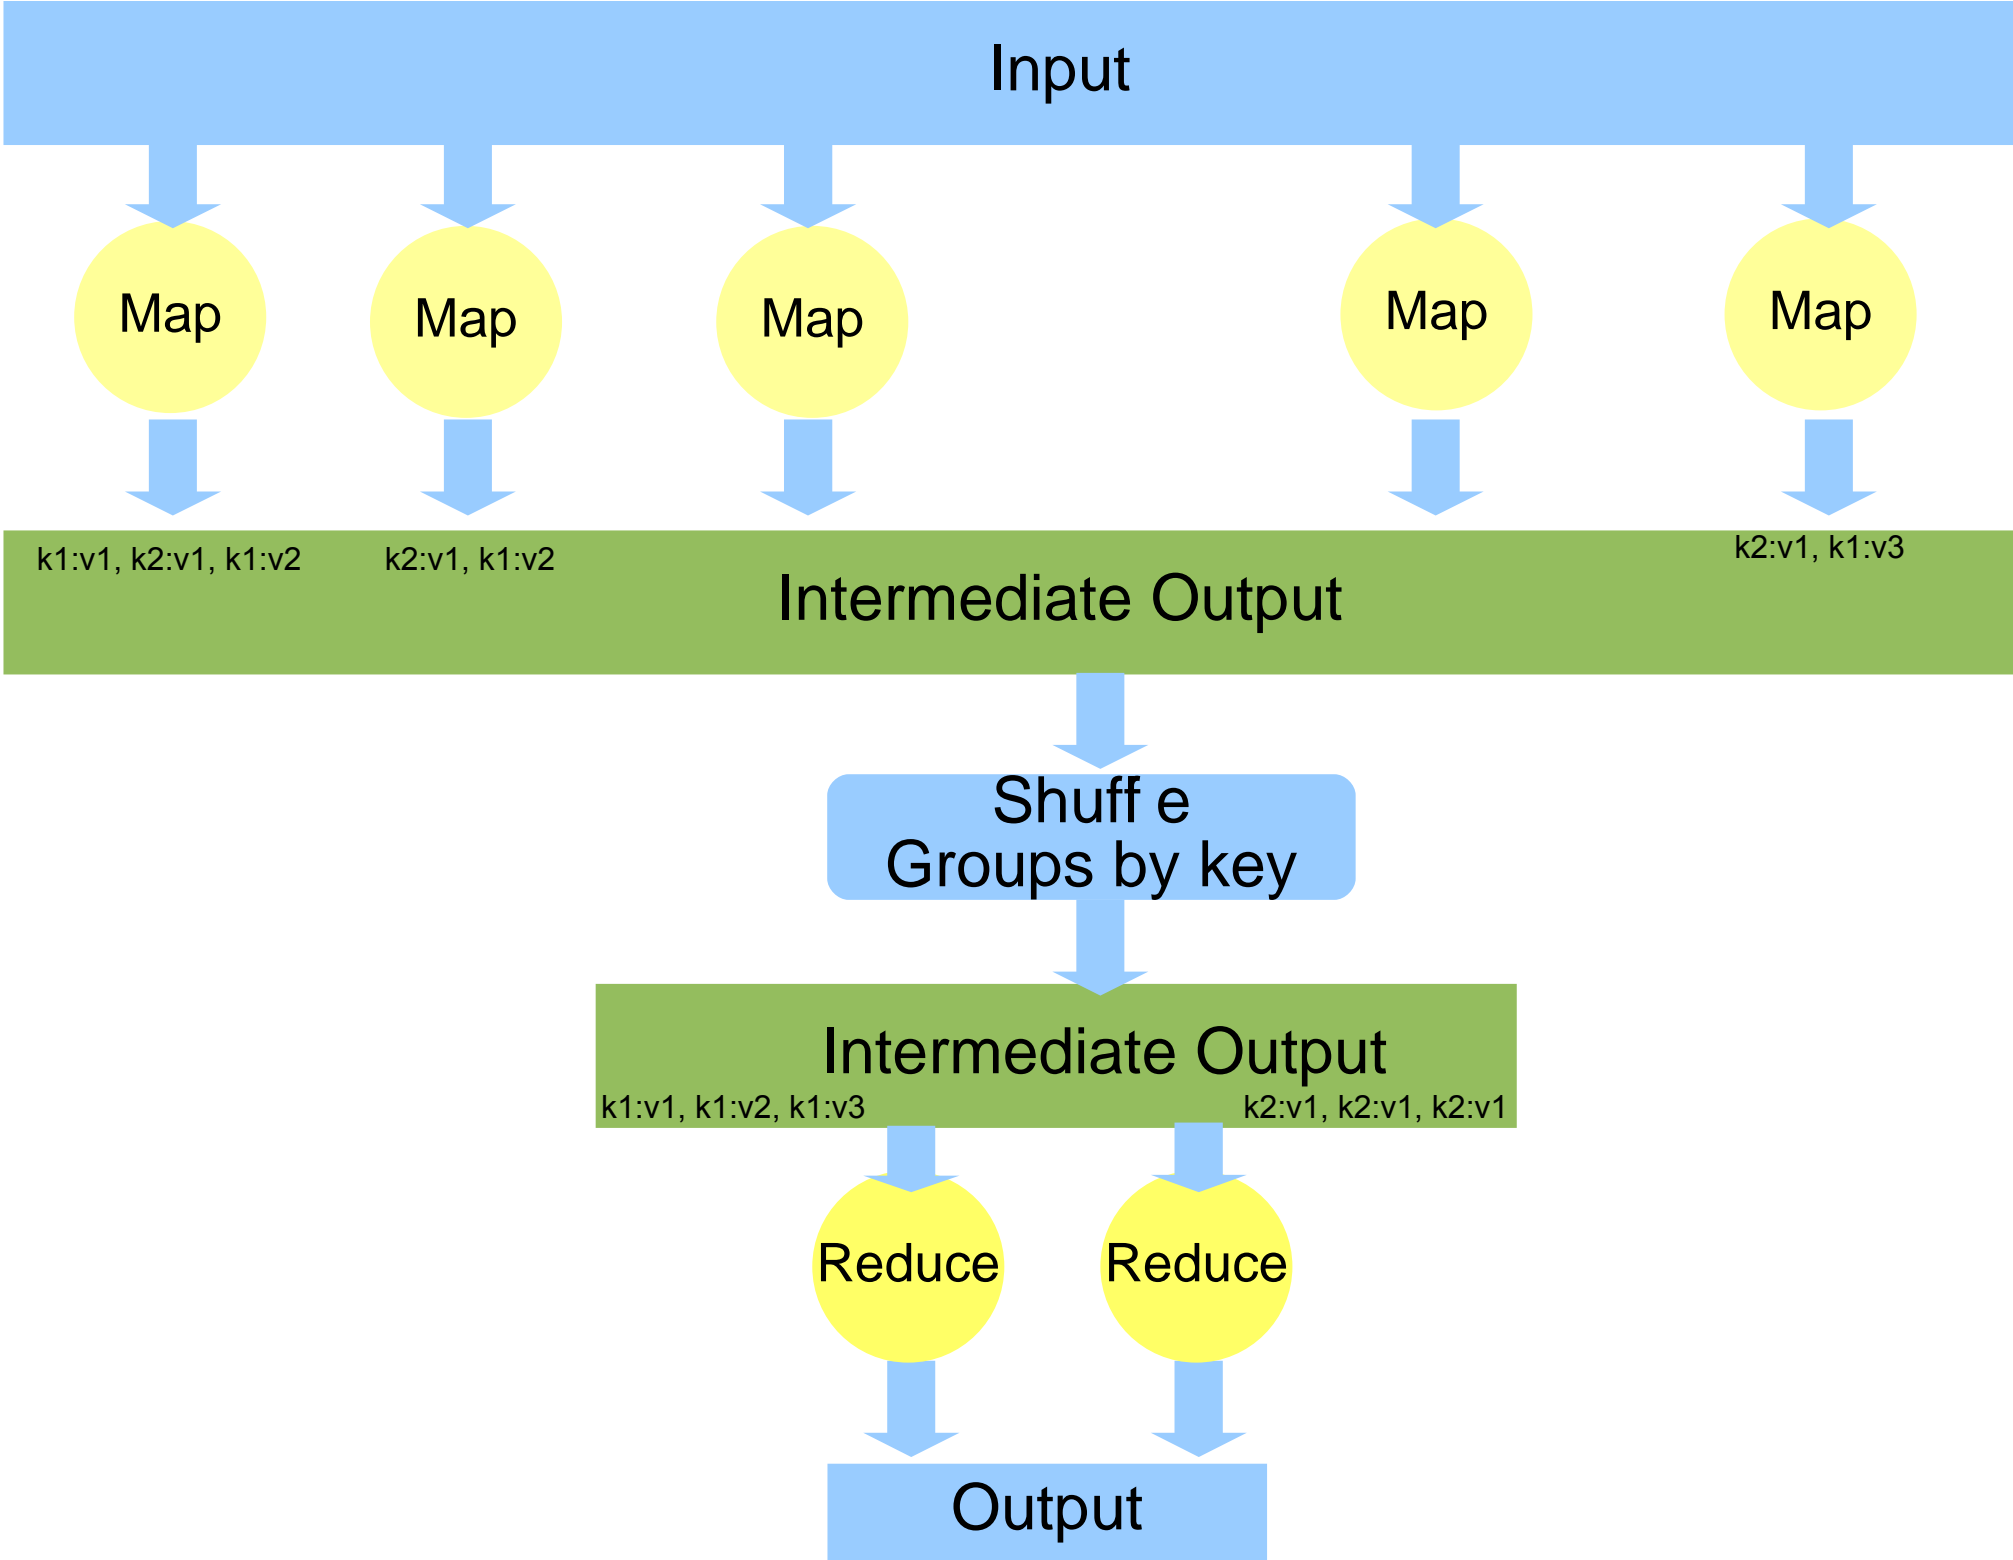 Input
Map
Map
Map
Map
Map
k1:v1, k2:v1, k1:v2
k2:v1, k1:v2
k2:v1, k1:v3
Intermediate Output
Shuff e
Groups by key
Intermediate Output
k1:v1, k1:v2, k1:v3
k2:v1, k2:v1, k2:v1
Reduce
Reduce
Output